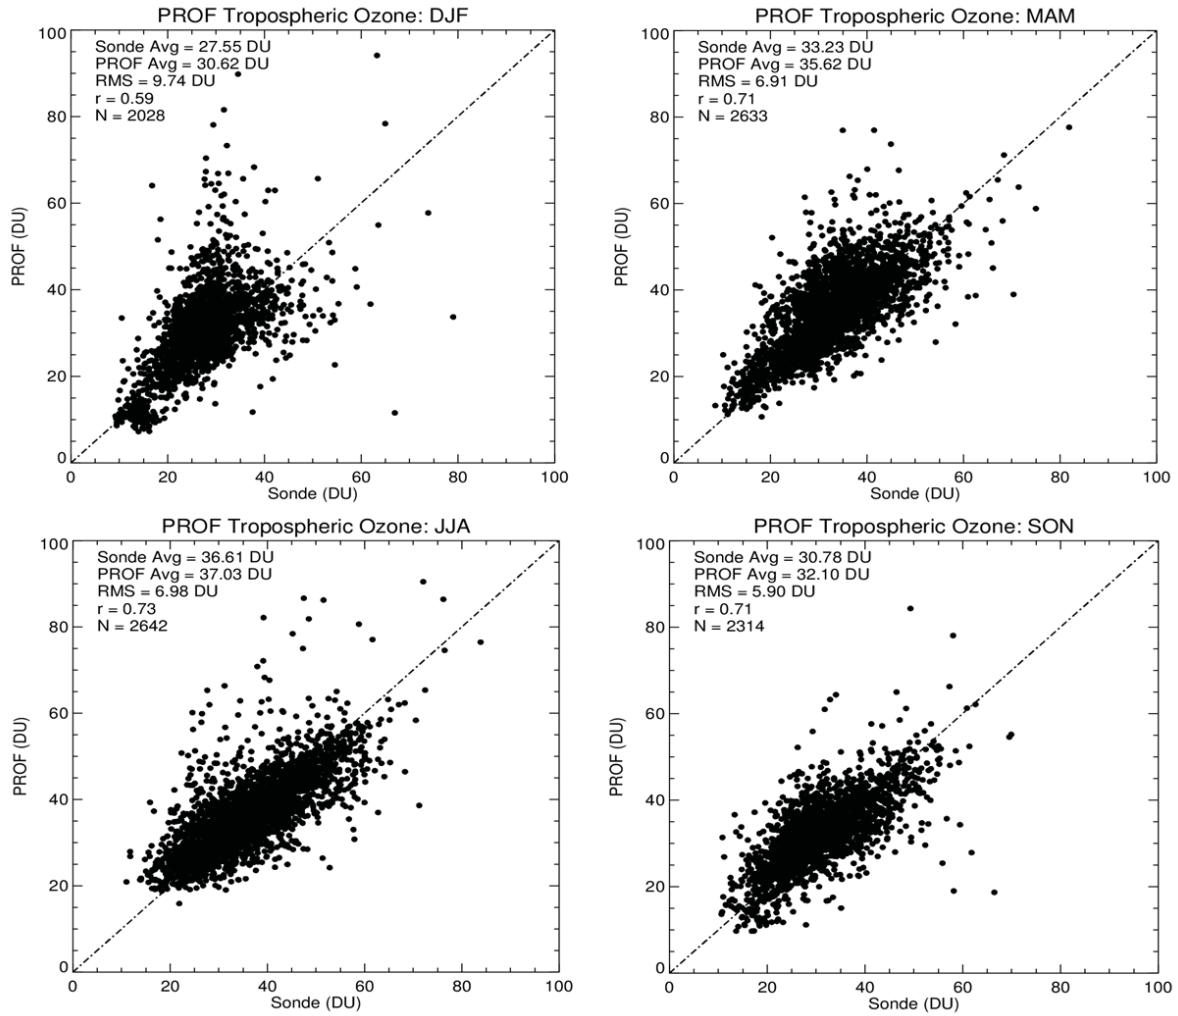 PROF Tropospheric Ozone: DJF
Sonde Avg = 27.55 DU
PROF Avg = 30.62 DU
RMS = 9.74 DU
r = 0.59
N = 2028
100
80
60
40
20
0
PROF (DU)
0 20 40 60 80 100
Sonde (DU)
PROF Tropospheric Ozone: MAM
Sonde Avg = 33.23 DU
PROF Avg = 35.62 DU
RMS = 6.91 DU
r = 0.71
N = 2633
100
80
60
40
20
0
PROF (DU)
0 20 40 60 80 100
Sonde (DU)
PROF Tropospheric Ozone: JJA
Sonde Avg = 36.61 DU
PROF Avg = 37.03 DU
RMS = 6.98 DU
r = 0.73
N = 2642
100
80
60
40
20
0
PROF (DU)
0 20 40 60 80 100
Sonde (DU)
PROF Tropospheric Ozone: SON
Sonde Avg = 30.78 DU
PROF Avg = 32.10 DU
RMS = 5.90 DU
r = 0.71
N = 2314
100
80
60
40
20
0
PROF (DU)
0 20 40 60 80 100
Sonde (DU)